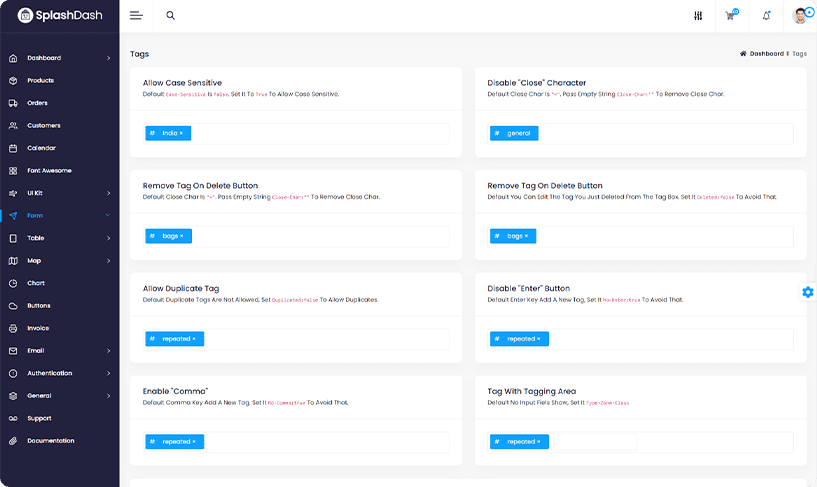 SplashDash
Dashboard
Products
Orders
Customers
Calendar
Font Awesome
UI Kit
Form
Table
Map
Chart
Buttons
Invoice
Email
Authentication
General
Support
Documentation
Tags
Dashboard Tags
Allow Case Sensitive
Default Case-Sensitive Is False, Set It To True To Allow Case Sensitive.
# India ×
Disable "Close" Character
Default Close Char Is "×". Pass Empty String Close-Char:"" To Remove Close Char.
# general
Remove Tag On Delete Button
Default Close Char Is "×". Pass Empty String Close-Char:"" To Remove Close Char.
# bags ×
Remove Tag On Delete Button
Default You Can Edit The Tag You Just Deleted From The Tag Box. Set It Deleted:false To Avoid That.
# bags ×
Allow Duplicate Tag
Default Duplicate Tags Are Not Allowed, Set Duplicated:false To Allow Duplicates.
# repeated ×
Disable "Enter" Button
Default Enter Key Add A New Tag, Set It No-Enter:true To Avoid That.
# repeated ×
Enable "Comma"
Default Comma Key Add A New Tag, Set It No-Comma:true To Avoid That.
# repeated ×
Tag With Tagging Area
Default No Input Fiels Show, Set It Type-Zone-Class
# repeated ×